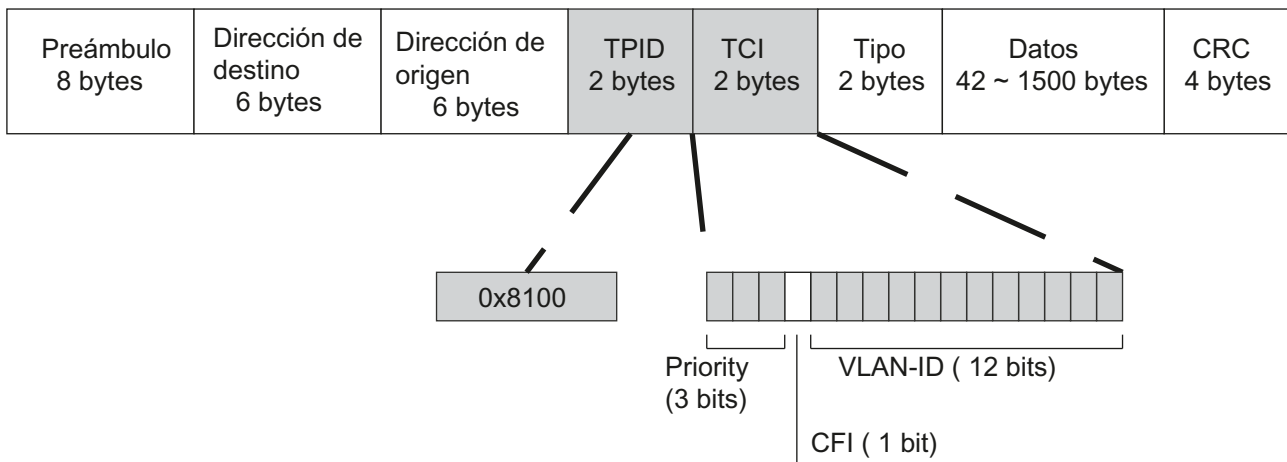 Preámbulo
8 bytes
Dirección de
destino
6 bytes
Dirección de
origen
6 bytes
TPID
2 bytes
TCI
2 bytes
Tipo
2 bytes
Datos
42 ~ 1500 bytes
CRC
4 bytes
0x8100
Priority
(3 bits)
VLAN-ID ( 12 bits)
CFI ( 1 bit)